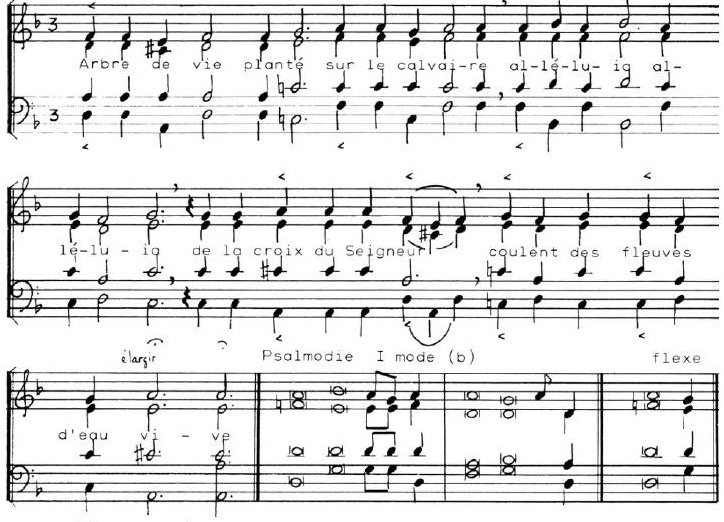 Arbre de vie planté sur le calvai-re al-lé-lu-ia al-
lé-lu-ia de la croix du Seigneur coulent des fleuves
élargir Psalmodie I mode (b) flexe
d'eau vi-ve